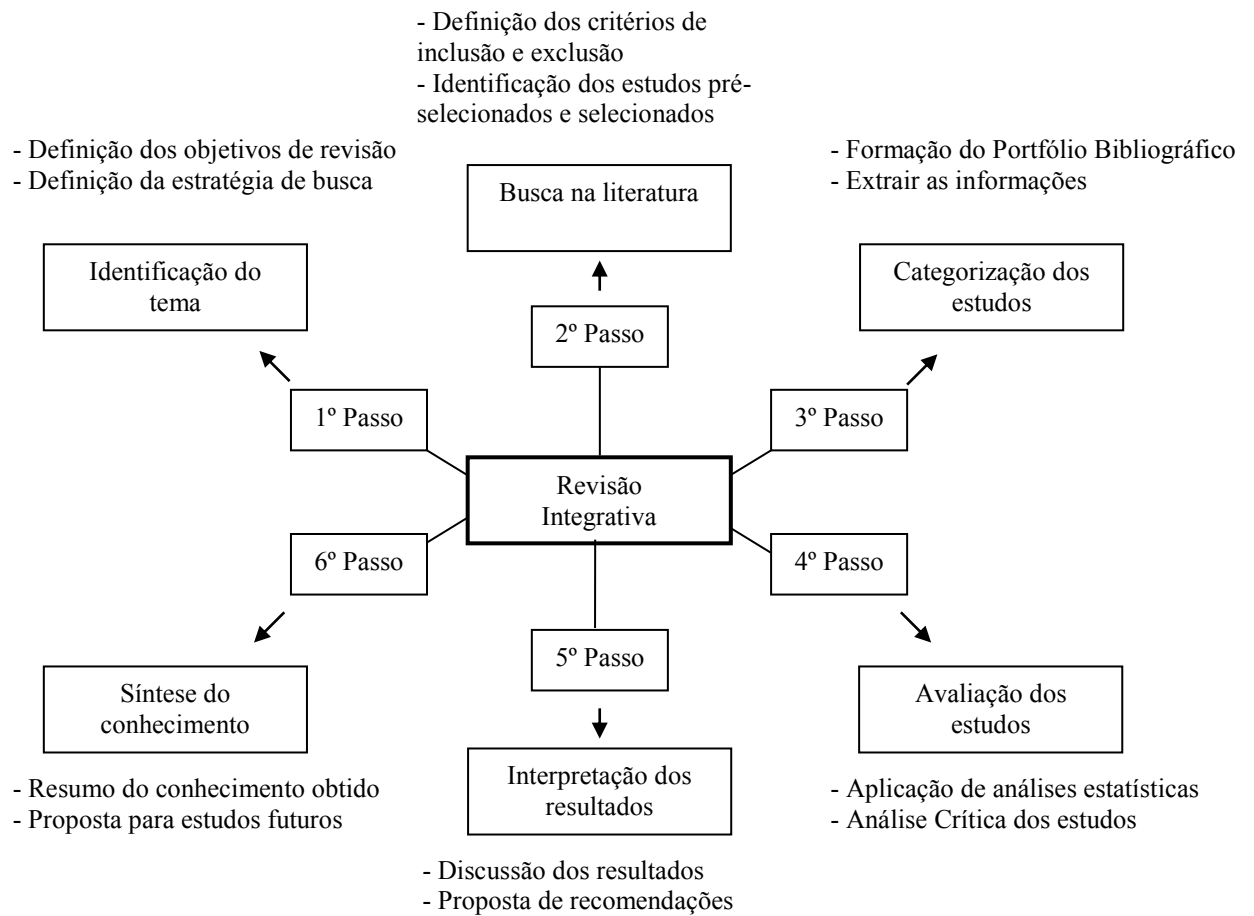 - Definição dos critérios de
inclusão e exclusão
- Identificação dos estudos pré-
selecionados e selecionados
- Definição dos objetivos de revisão
- Definição da estratégia de busca
- Formação do Portfólio Bibliográfico
- Extrair as informações
Busca na literatura
Identificação do
tema
Categorização dos
estudos
2º Passo
1º Passo
3º Passo
Revisão
Integrativa
6º Passo
4º Passo
5º Passo
Síntese do
conhecimento
Avaliação dos
estudos
Interpretação dos
resultados
- Resumo do conhecimento obtido
- Proposta para estudos futuros
- Aplicação de análises estatísticas
- Análise Crítica dos estudos
- Discussão dos resultados
- Proposta de recomendações